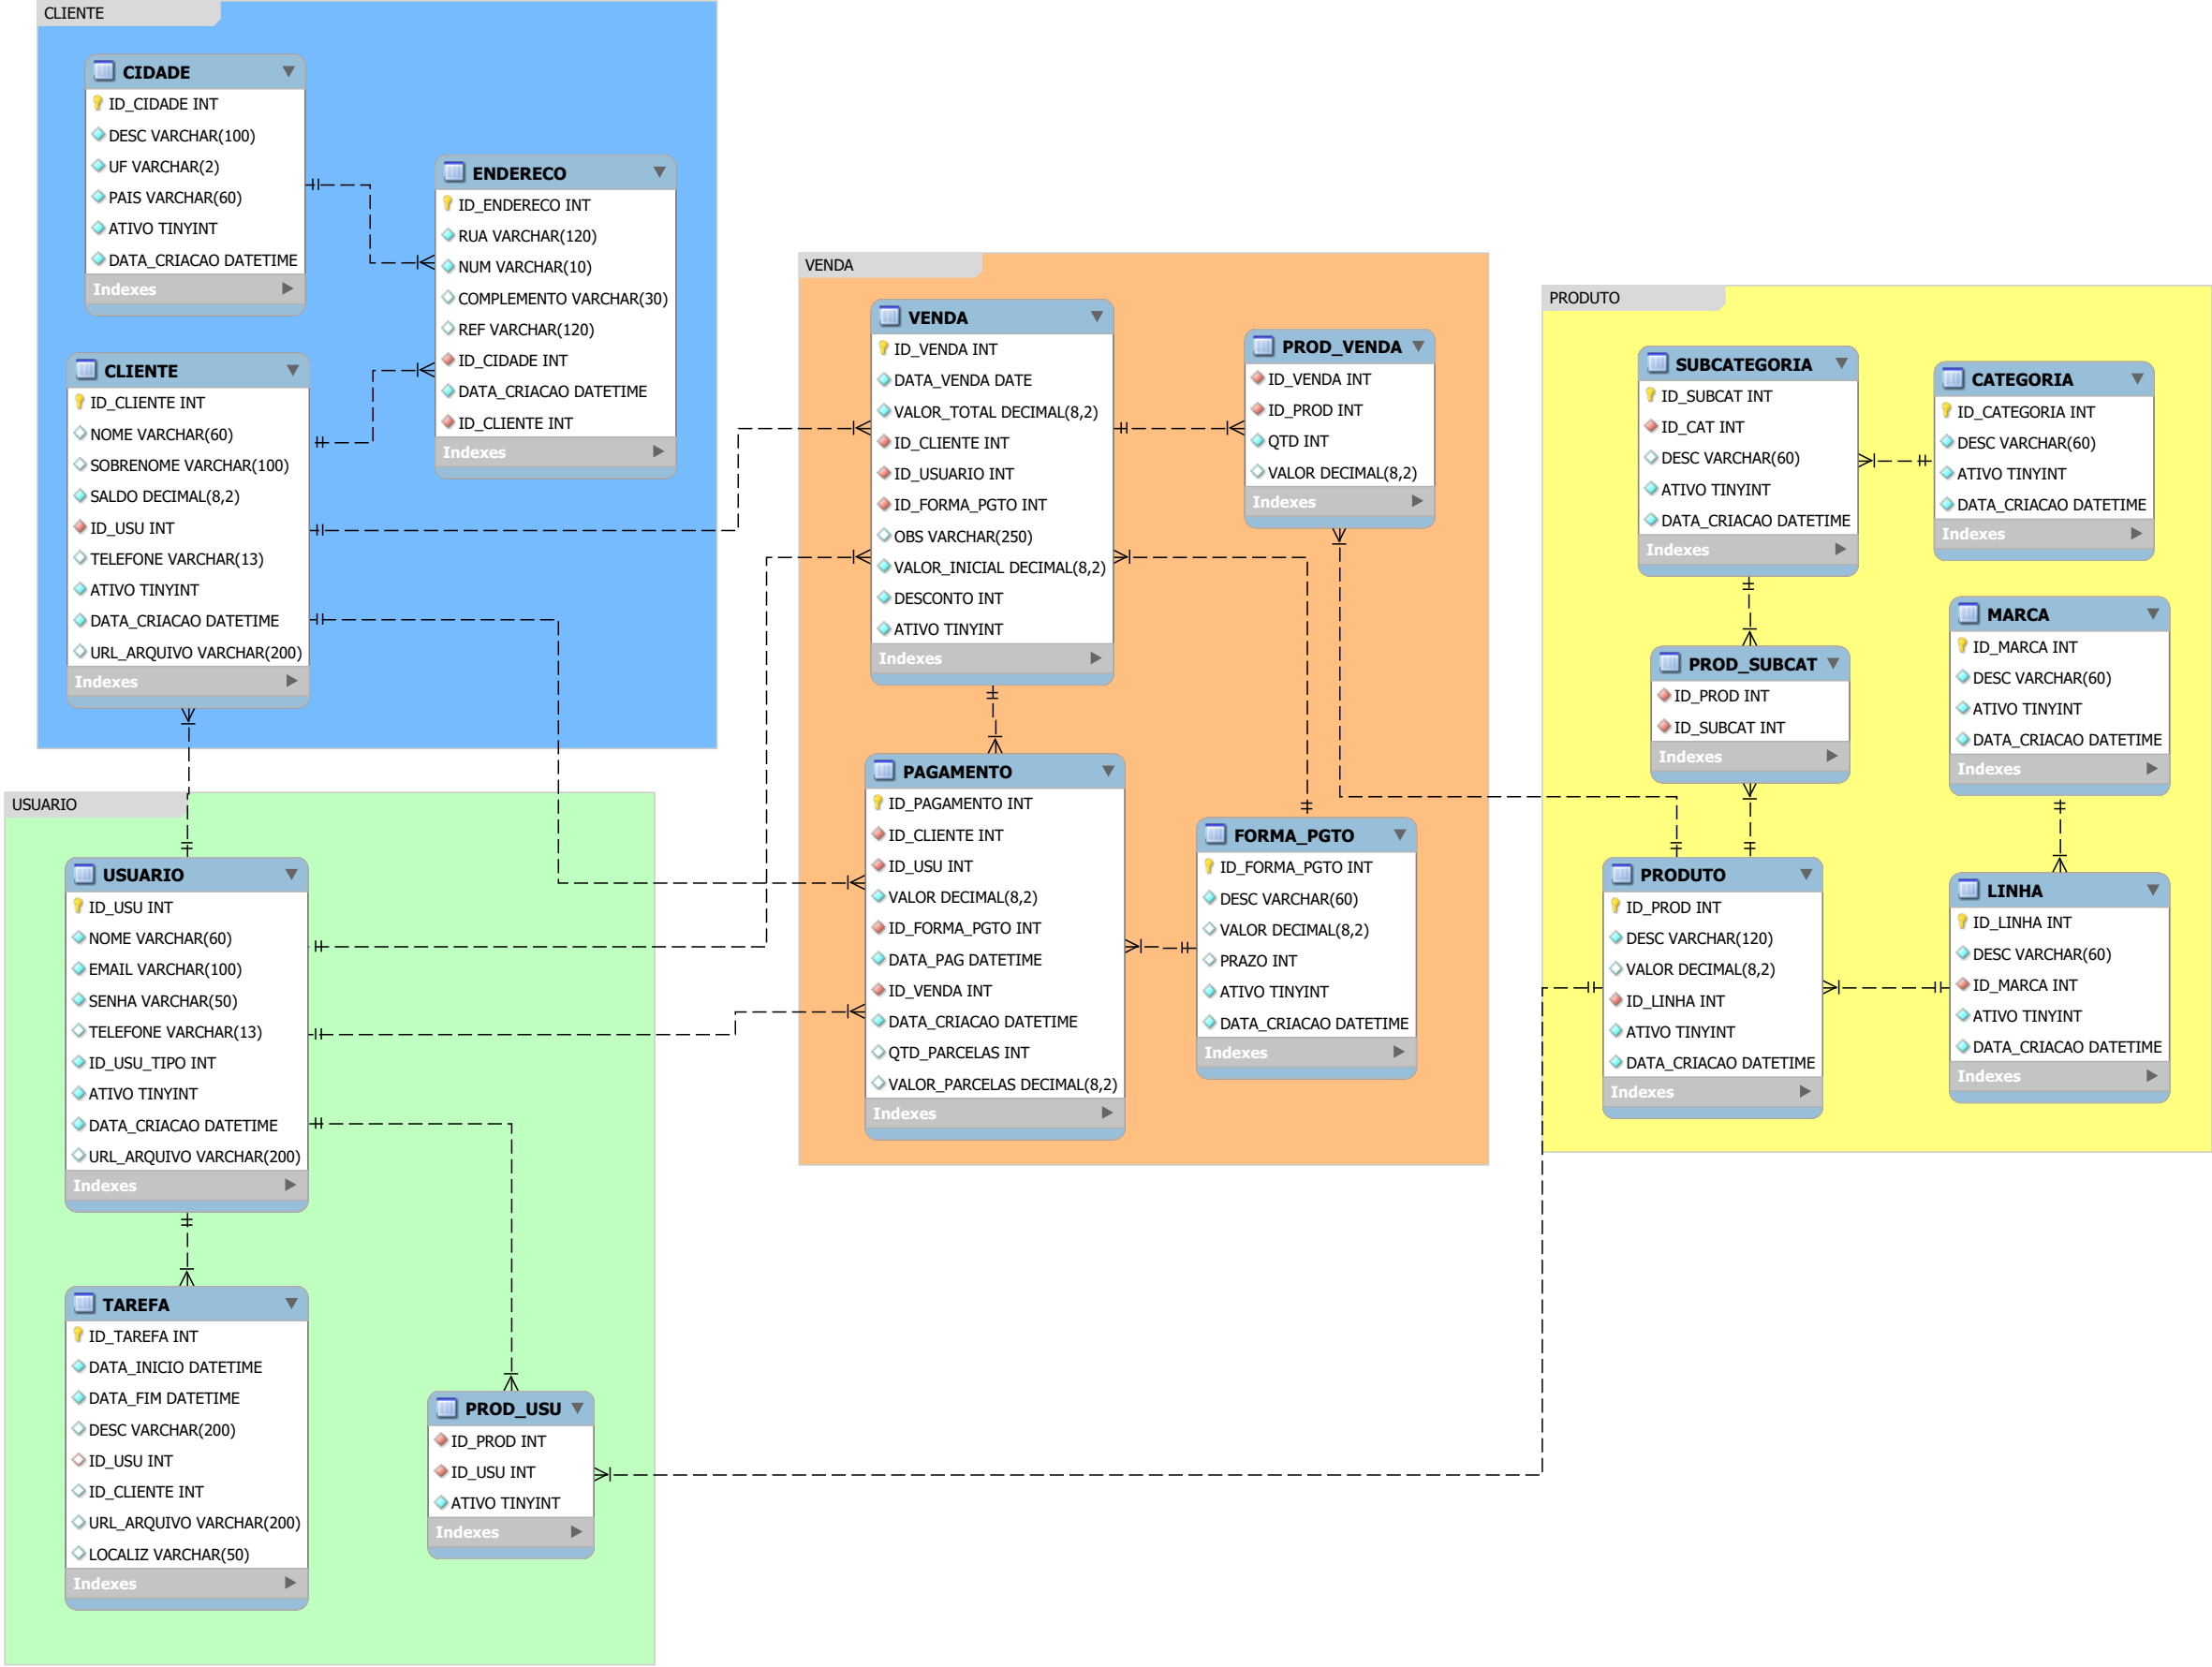 CLIENTE
CIDADE
ID_CIDADE INT
DESC VARCHAR(100)
UF VARCHAR(2)
PAIS VARCHAR(60)
ATIVO TINYINT
DATA_CRIACAO DATETIME
Indexes
ENDERECO
ID_ENDERECO INT
RUA VARCHAR(120)
NUM VARCHAR(10)
COMPLEMENTO VARCHAR(30)
REF VARCHAR(120)
ID_CIDADE INT
DATA_CRIACAO DATETIME
ID_CLIENTE INT
Indexes
CLIENTE
ID_CLIENTE INT
NOME VARCHAR(60)
SOBRENOME VARCHAR(100)
SALDO DECIMAL(8,2)
ID_USU INT
TELEFONE VARCHAR(13)
ATIVO TINYINT
DATA_CRIACAO DATETIME
URL_ARQUIVO VARCHAR(200)
Indexes
USUARIO
USUARIO
ID_USU INT
NOME VARCHAR(60)
EMAIL VARCHAR(100)
SENHA VARCHAR(50)
TELEFONE VARCHAR(13)
ID_USU_TIPO INT
ATIVO TINYINT
DATA_CRIACAO DATETIME
URL_ARQUIVO VARCHAR(200)
Indexes
TAREFA
ID_TAREFA INT
DATA_INICIO DATETIME
DATA_FIM DATETIME
DESC VARCHAR(200)
ID_USU INT
ID_CLIENTE INT
URL_ARQUIVO VARCHAR(200)
LOCALIZ VARCHAR(50)
Indexes
PROD_USU
ID_PROD INT
ID_USU INT
ATIVO TINYINT
Indexes
VENDA
VENDA
ID_VENDA INT
DATA_VENDA DATE
VALOR_TOTAL DECIMAL(8,2)
ID_CLIENTE INT
ID_USUARIO INT
ID_FORMA_PGTO INT
OBS VARCHAR(250)
VALOR_INICIAL DECIMAL(8,2)
DESCONTO INT
ATIVO TINYINT
Indexes
PROD_VENDA
ID_VENDA INT
ID_PROD INT
QTD INT
VALOR DECIMAL(8,2)
Indexes
PAGAMENTO
ID_PAGAMENTO INT
ID_CLIENTE INT
ID_USU INT
VALOR DECIMAL(8,2)
ID_FORMA_PGTO INT
DATA_PAG DATETIME
ID_VENDA INT
DATA_CRIACAO DATETIME
QTD_PARCELAS INT
VALOR_PARCELAS DECIMAL(8,2)
Indexes
FORMA_PGTO
ID_FORMA_PGTO INT
DESC VARCHAR(60)
VALOR DECIMAL(8,2)
PRAZO INT
ATIVO TINYINT
DATA_CRIACAO DATETIME
Indexes
PRODUTO
SUBCATEGORIA
ID_SUBCAT INT
ID_CAT INT
DESC VARCHAR(60)
ATIVO TINYINT
DATA_CRIACAO DATETIME
Indexes
CATEGORIA
ID_CATEGORIA INT
DESC VARCHAR(60)
ATIVO TINYINT
DATA_CRIACAO DATETIME
Indexes
PROD_SUBCAT
ID_PROD INT
ID_SUBCAT INT
Indexes
MARCA
ID_MARCA INT
DESC VARCHAR(60)
ATIVO TINYINT
DATA_CRIACAO DATETIME
Indexes
PRODUTO
ID_PROD INT
DESC VARCHAR(120)
VALOR DECIMAL(8,2)
ID_LINHA INT
ATIVO TINYINT
DATA_CRIACAO DATETIME
Indexes
LINHA
ID_LINHA INT
DESC VARCHAR(60)
ID_MARCA INT
ATIVO TINYINT
DATA_CRIACAO DATETIME
Indexes